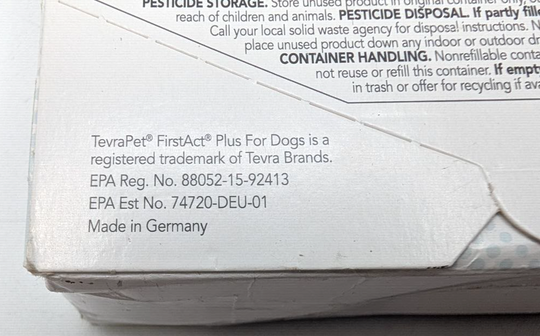 PESTICIDE STORAGE. Store unused product in original container only, ou
reach of children and animals. PESTICIDE DISPOSAL. If partly fille
Call your local solid waste agency for disposal instructions. N
place unused product down any indoor or outdoor dr
CONTAINER HANDLING. Nonrefillable conta
not reuse or refill this container. If empt
in trash or offer for recycling if ava
TevraPet® FirstAct® Plus For Dogs is a
registered trademark of Tevra Brands.
EPA Reg. No. 88052-15-92413
EPA Est No. 74720-DEU-01
Made in Germany